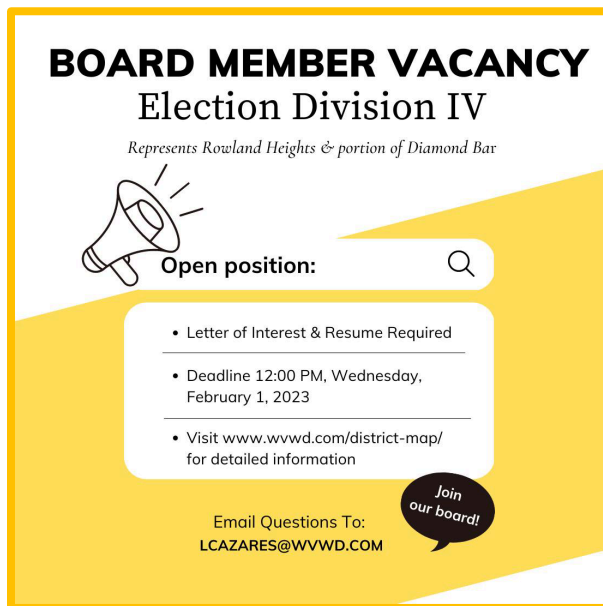 BOARD MEMBER VACANCY
Election Division IV
Represents Rowland Heights & portion of Diamond Bar
Open position:
• Letter of Interest & Resume Required
• Deadline 12:00 PM, Wednesday,
February 1, 2023
• Visit www.wvwd.com/district-map/
for detailed information
Join
our board!
Email Questions To:
LCAZARES@WVWD.COM